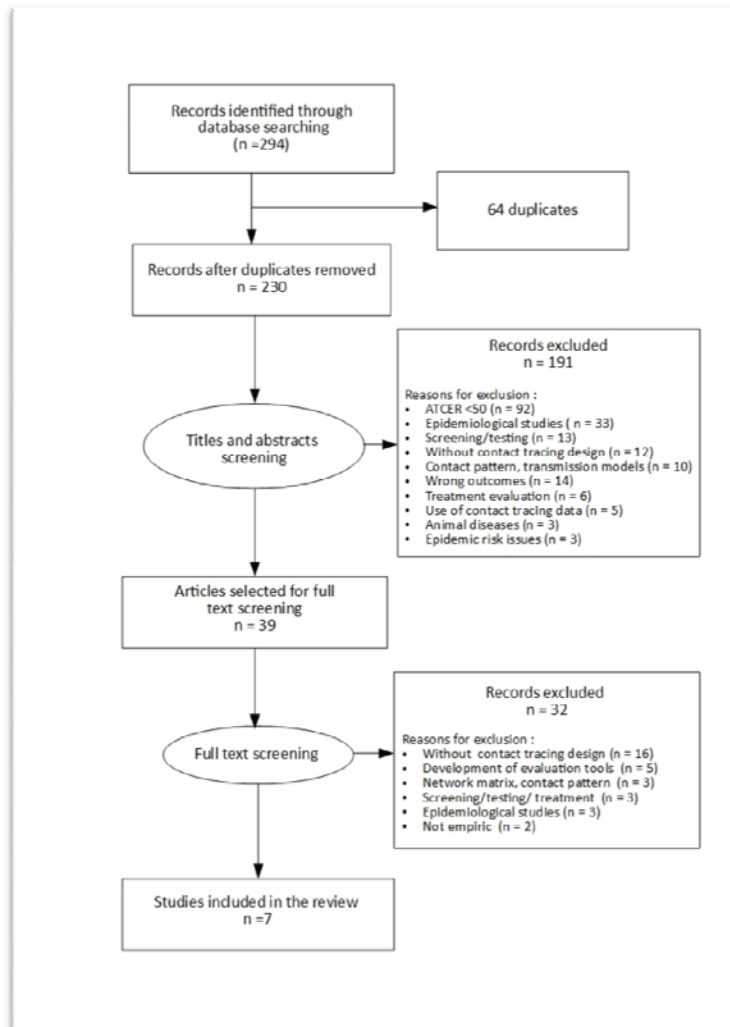 Records identified through
database searching
(n =294)
64 duplicates
Records after duplicates removed
n = 230
Records excluded
n = 191
Reasons for exclusion :
• ATCER <50 (n = 92)
• Epidemiological studies ( n = 33)
• Screening/testing (n = 13)
• Without contact tracing design (n = 12)
• Contact pattern, transmission models (n = 10)
• Wrong outcomes (n = 14)
• Treatment evaluation (n = 6)
• Use of contact tracing data (n = 5)
• Animal diseases (n = 3)
• Epidemic risk issues (n = 3)
Titles and abstracts
screening
Articles selected for full
text screening
n = 39
Records excluded
n = 32
Reasons for exclusion :
• Without contact tracing design (n = 16)
• Development of evaluation tools (n = 5)
• Network matrix, contact pattern (n = 3)
• Screening/testing/ treatment (n = 3)
• Epidemiological studies (n = 3)
• Not empiric (n = 2)
Full text screening
Studies included in the review
n =7